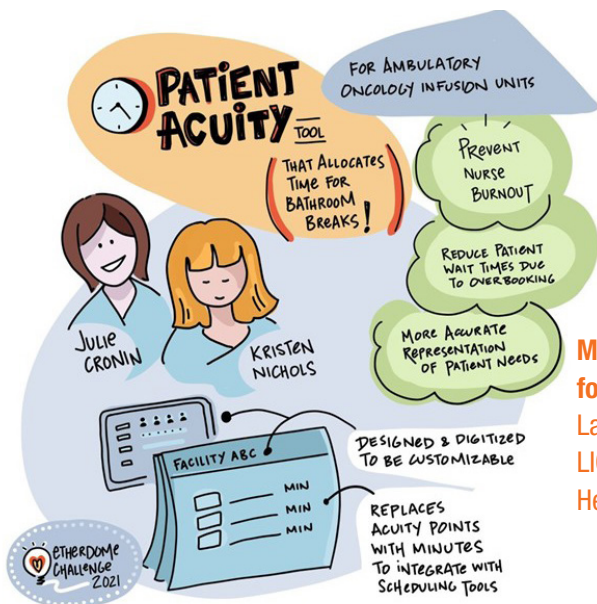 PATIENT
ACUITY TOOL
(THAT ALLOCATES
TIME FOR
BATHROOM
BREAKS!)
FOR AMBULATORY
ONCOLOGY INFUSION UNITS
PREVENT
NURSE
BURNOUT
REDUCE PATIENT
WAIT TIMES DUE
TO OVERBOOKING
MORE ACCURATE
REPRESENTATION
OF PATIENT NEEDS
JULIE
CRONIN
KRISTEN
NICHOLS
FACILITY ABC
MIN
MIN
MIN
DESIGNED & DIGITIZED
TO BE CUSTOMIZABLE
REPLACES
ACUITY POINTS
WITH MINUTES
TO INTEGRATE WITH
SCHEDULING TOOLS
ETHERDOME
CHALLENGE
2021